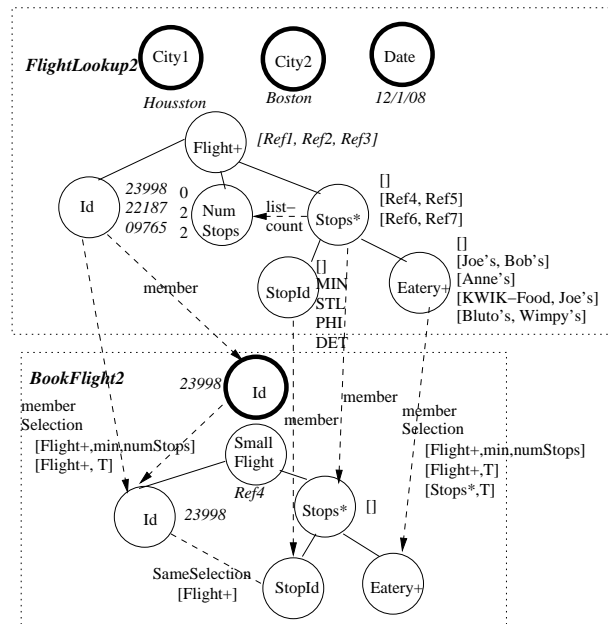 FlightLookup2
City1
City2
Date
Housston
Boston
12/1/08
Flight+
[Ref1, Ref2, Ref3]
Id
23998
22187
09765
0
2
2
Num
Stops
list–
count
Stops*
[]
[Ref4, Ref5]
[Ref6, Ref7]
member
StopId
[]
MIN
STL
PHI
DET
Eatery+
[]
[Joe's, Bob's]
[Anne's]
[KWIK–Food, Joe's]
[Bluto's, Wimpy's]
BookFlight2
23998
Id
member
Selection
[Flight+,min,numStops]
[Flight+, T]
member
member
member
Selection
[Flight+,min,numStops]
[Flight+,T]
[Stops*,T]
Small
Flight
Ref4
Id
23998
Stops*
[]
SameSelection
[Flight+]
StopId
Eatery+